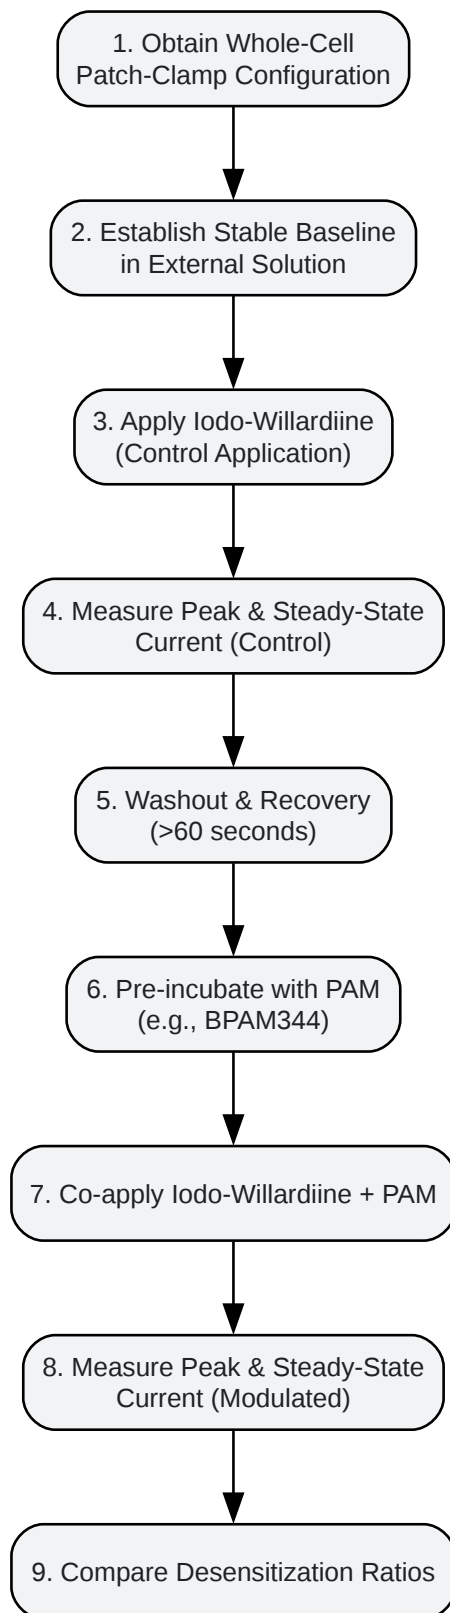 1. Obtain Whole-Cell
Patch-Clamp Configuration
2. Establish Stable Baseline
in External Solution
3. Apply Iodo-Willardiine
(Control Application)
4. Measure Peak & Steady-State
Current (Control)
5. Washout & Recovery
(>60 seconds)
6. Pre-incubate with PAM
(e.g., BPAM344)
7. Co-apply Iodo-Willardiine + PAM
8. Measure Peak & Steady-State
Current (Modulated)
9. Compare Desensitization Ratios